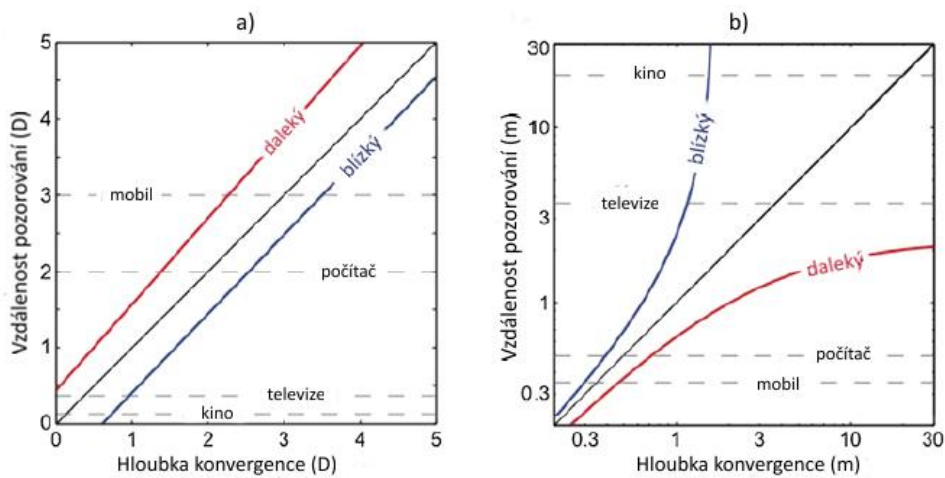 a)
5
4
3
2
1
0
0
1
2
3
4
5
Vzdálenost pozorování (D)
Hloubka konvergence (D)
daleký
blízký
mobil
počítač
televize
kino
b)
30
10
3
1
0.3
0.3
1
3
10
30
Vzdálenost pozorování (m)
Hloubka konvergence (m)
kino
blízký
televize
daleký
počítač
mobil